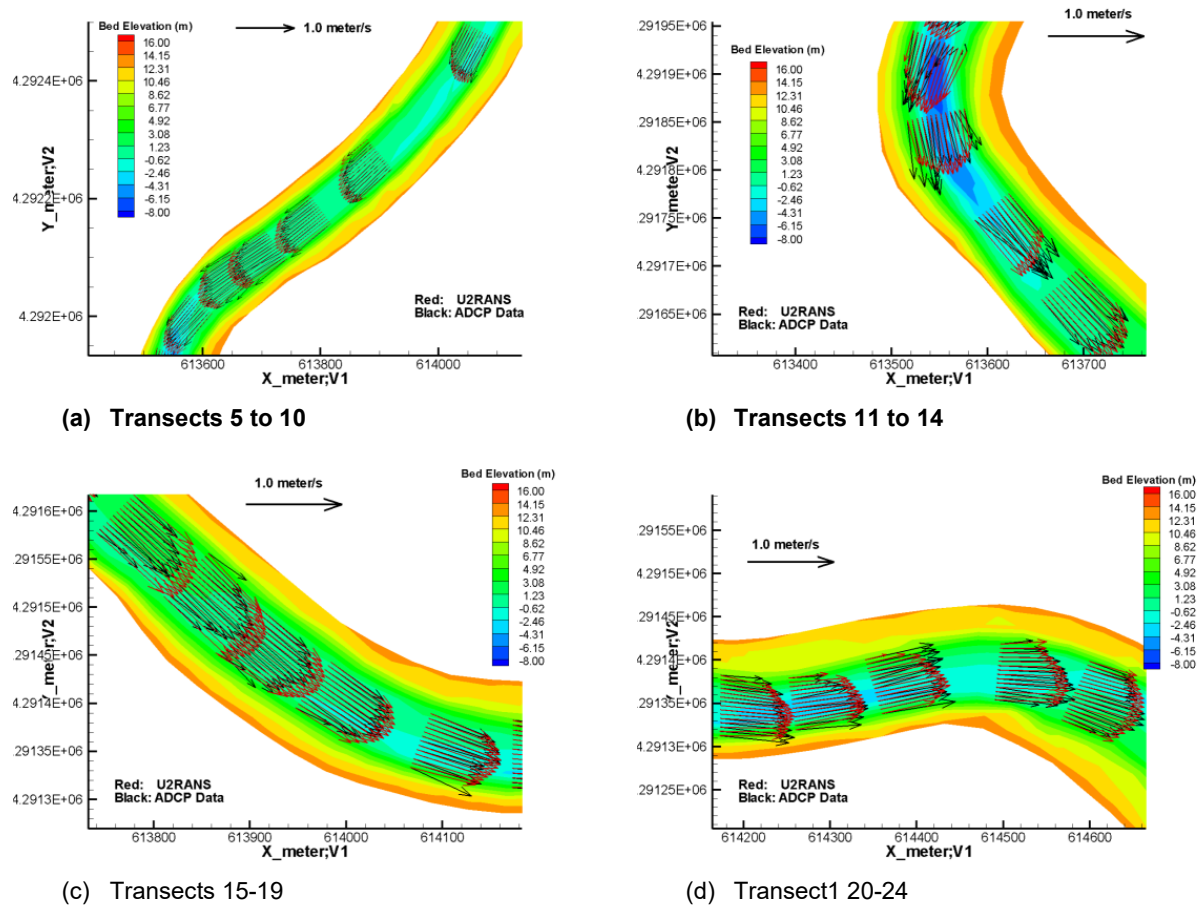 Bed Elevation (m)
16.00
14.15
12.31
10.46
8.62
6.77
4.92
3.08
1.23
-0.62
-2.46
-4.31
-6.15
-8.00
1.0 meter/s
4.2924E+06
4.2922E+06
4.292E+06
Y_meter;V2
Red: U2RANS
Black: ADCP Data
613600
613800
614000
X_meter;V1
(a) Transects 5 to 10
1.0 meter/s
Bed Elevation (m)
16.00
14.15
12.31
10.46
8.62
6.77
4.92
3.08
1.23
-0.62
-2.46
-4.31
-6.15
-8.00
.29195E+06
4.2919E+06
.29185E+06
4.2918E+06
.29175E+06
4.2917E+06
.29165E+06
Y_meter;V2
Red: U2RANS
Black: ADCP Data
613400
613500
613600
613700
X_meter;V1
(b) Transects 11 to 14
Bed Elevation (m)
16.00
14.15
12.31
10.46
8.62
6.77
4.92
3.08
1.23
-0.62
-2.46
-4.31
-6.15
-8.00
1.0 meter/s
4.2916E+06
.29155E+06
4.2915E+06
.29145E+06
4.2914E+06
.29135E+06
4.2913E+06
Y_meter;V2
Red: U2RANS
Black: ADCP Data
613800
613900
614000
614100
X_meter;V1
(c) Transects 15-19
Bed Elevation (m)
16.00
14.15
12.31
10.46
8.62
6.77
4.92
3.08
1.23
-0.62
-2.46
-4.31
-6.15
-8.00
1.0 meter/s
.29155E+06
4.2915E+06
.29145E+06
4.2914E+06
.29135E+06
4.2913E+06
.29125E+06
Y_meter;V2
Red: U2RANS
Black: ADCP Data
614200
614300
614400
614500
614600
X_meter;V1
(d) Transect1 20-24